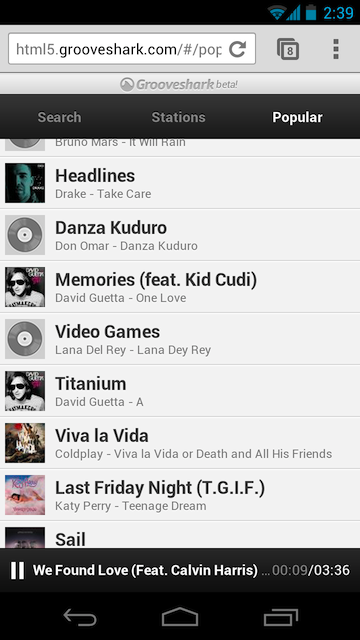 2:39
html5.grooveshark.com/#/pop
8
Grooveshark beta!
Search Stations Popular
Bruno Mars - It Will Rain
Headlines
Drake - Take Care
Danza Kuduro
Don Omar - Danza Kuduro
Memories (feat. Kid Cudi)
David Guetta - One Love
Video Games
Lana Del Rey - Lana Dey Rey
Titanium
David Guetta - A
Viva la Vida
Coldplay - Viva la Vida or Death and All His Friends
Last Friday Night (T.G.I.F.)
Katy Perry - Teenage Dream
Sail
We Found Love (Feat. Calvin Harris) ... 00:09/03:36